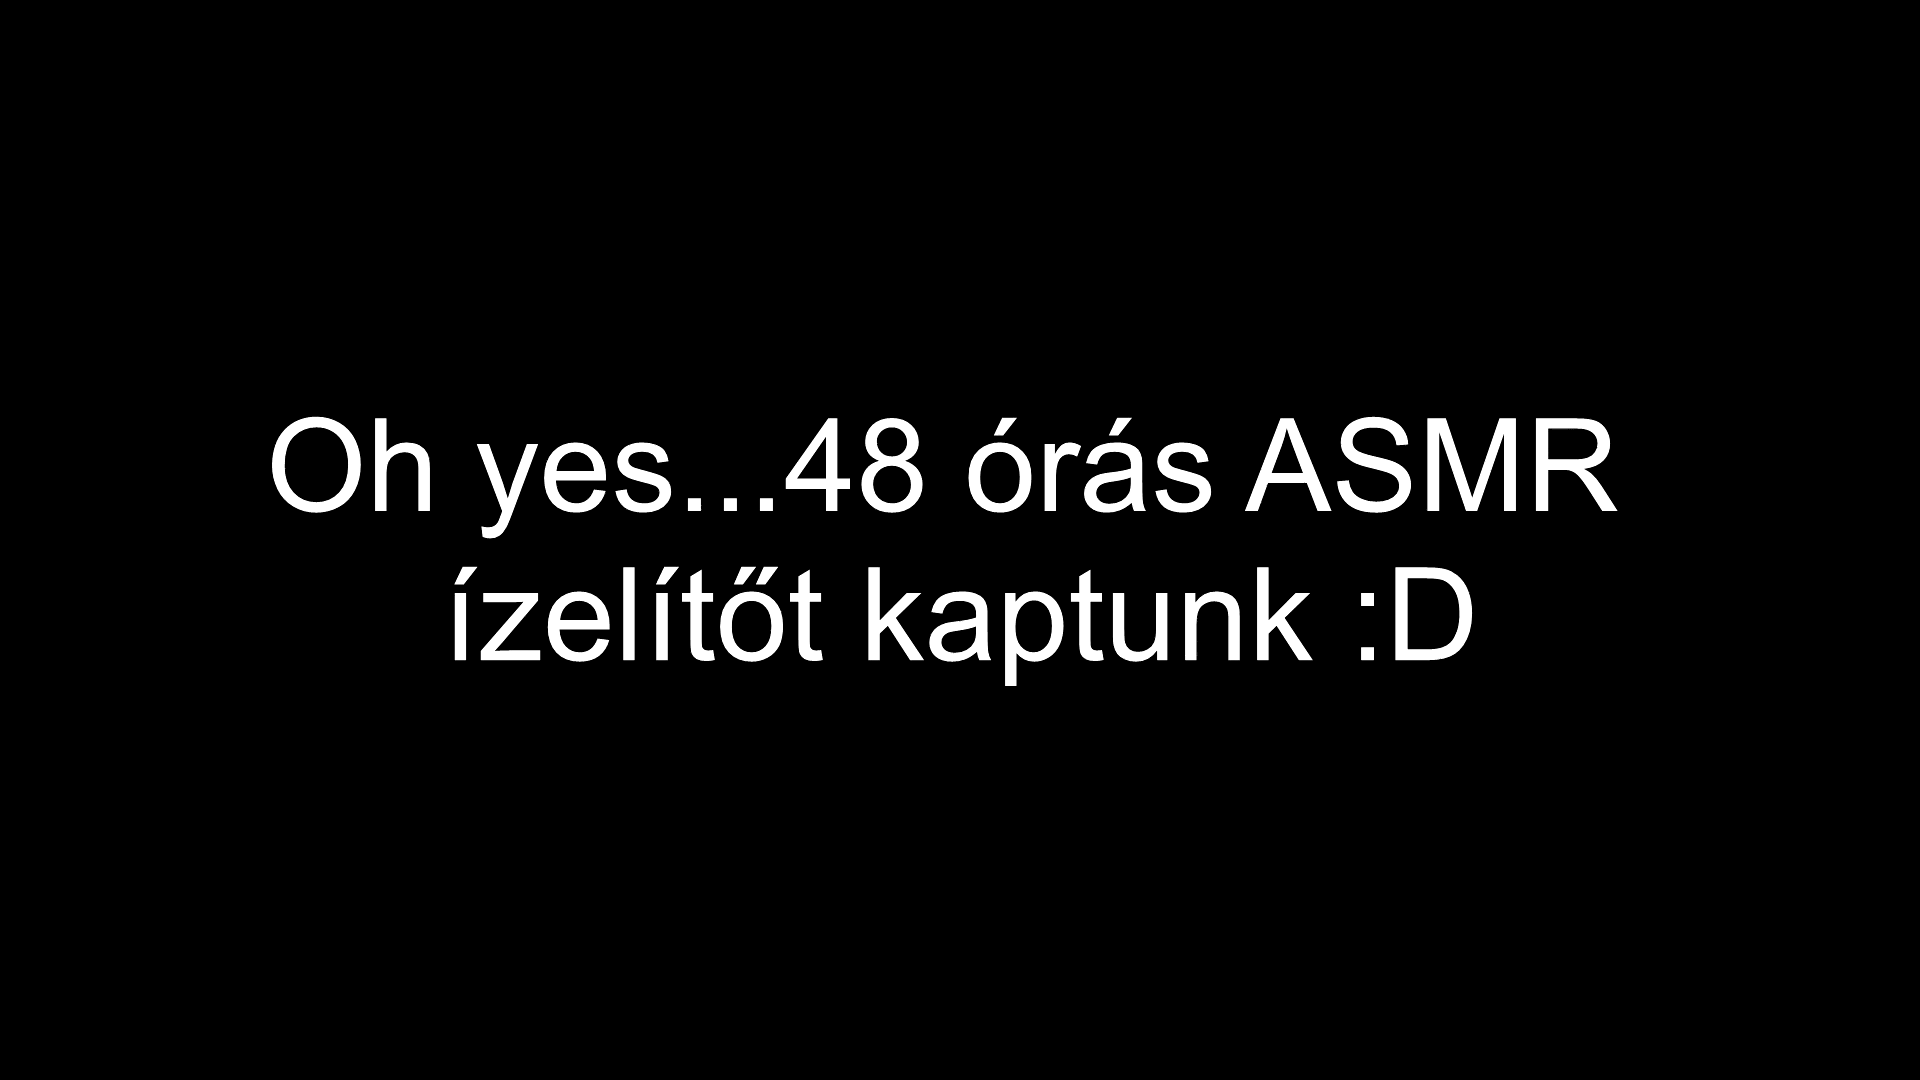 Oh yes...48 órás ASMR
ízelítőt kaptunk :D